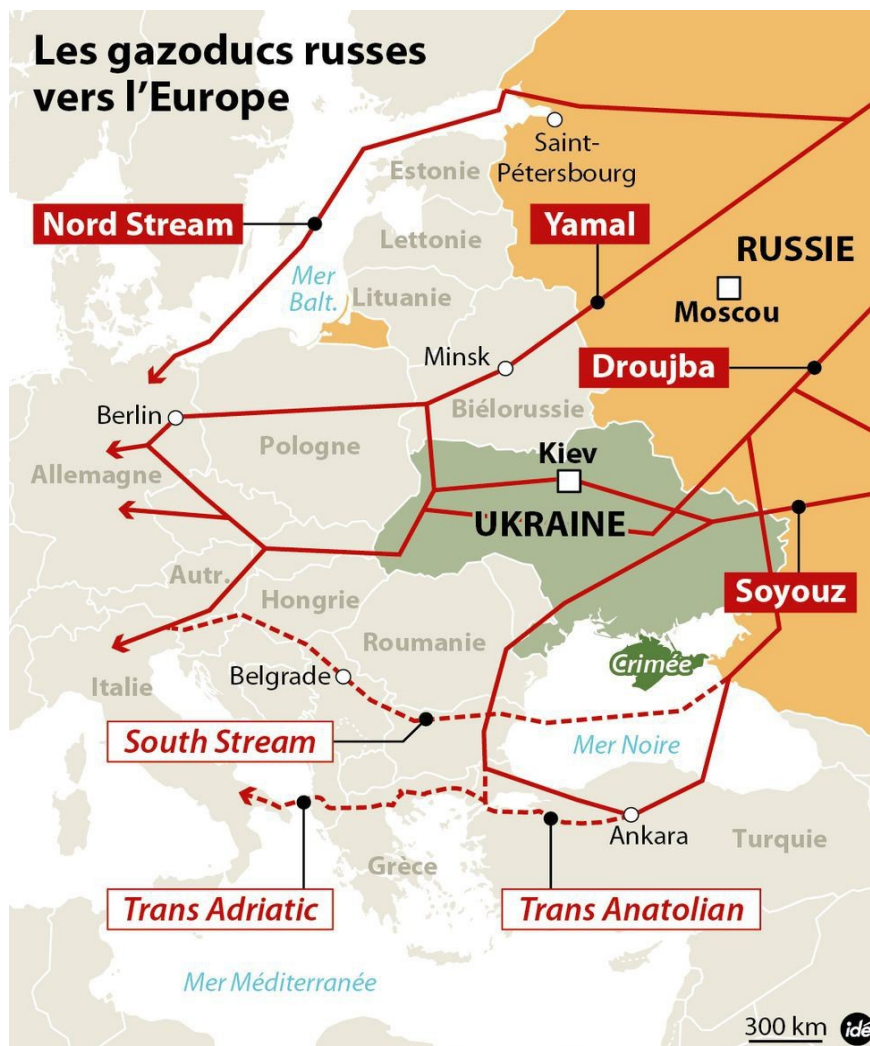 Les gazoducs russes
vers l'Europe
Saint-
Pétersbourg
Estonie
Nord Stream
Yamal
Lettonie
RUSSIE
Mer
Balt.
Lituanie
Moscou
Minsk
Droujba
Berlin
Biélorussie
Pologne
Kiev
Allemagne
UKRAINE
Autr.
Hongrie
Soyouz
Roumanie
Crimée
Belgrade
Italie
South Stream
Mer Noire
Ankara
Turquie
Grèce
Trans Adriatic
Trans Anatolian
Mer Méditerranée
300 km
idé